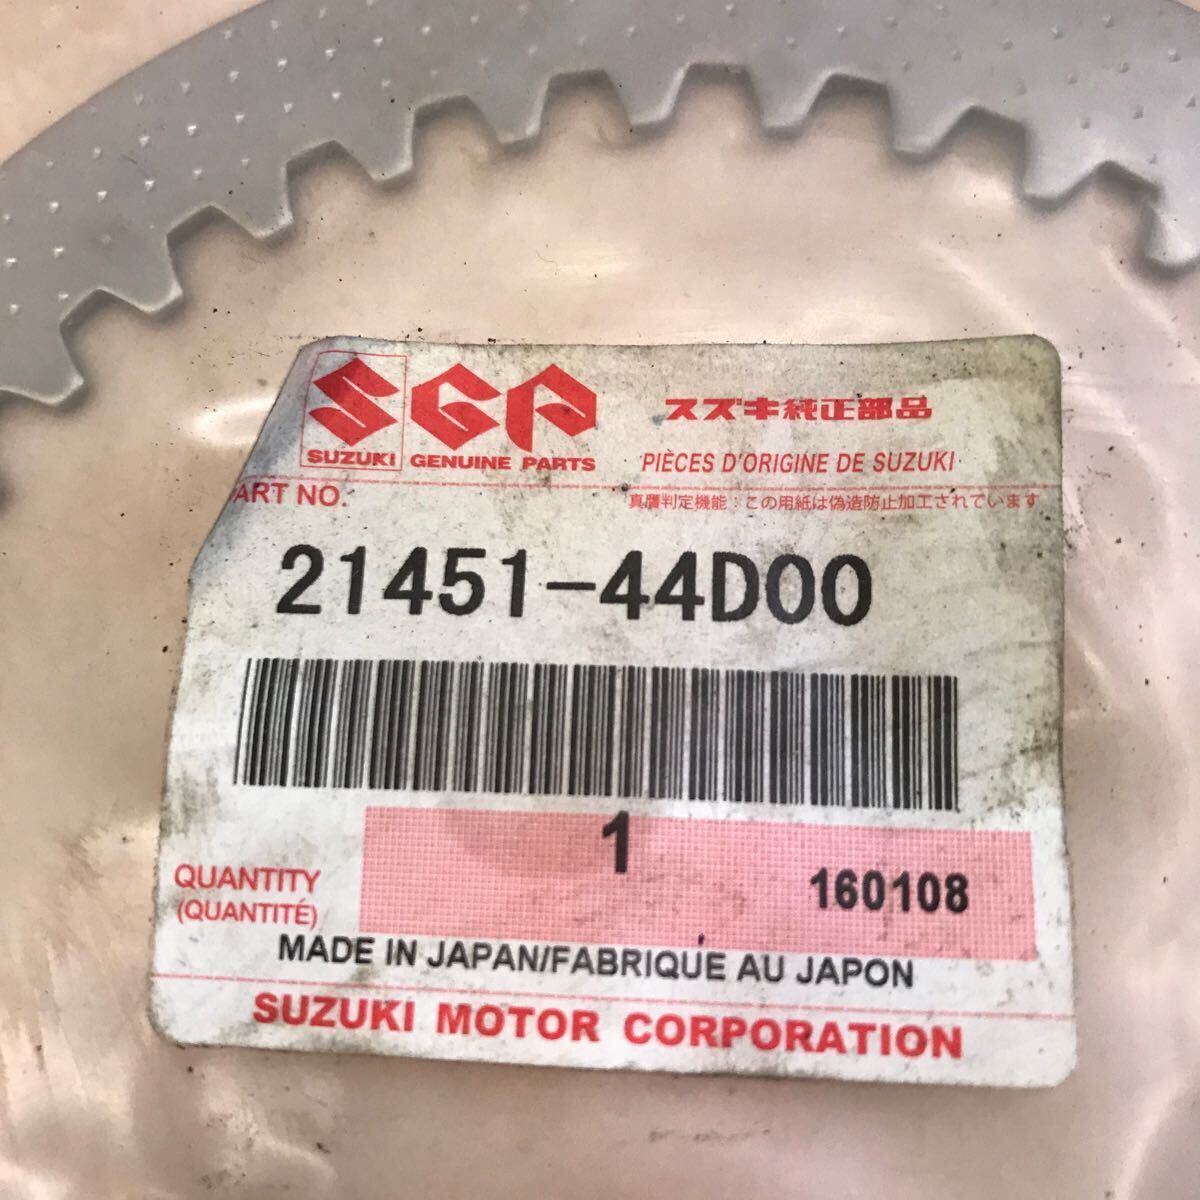 SGP スズキ純正部品
SUZUKI GENUINE PARTS PIÈCES D'ORIGINE DE SUZUKI
PART NO. 真贋判定機能:この用紙は偽造防止加工されています
21451-44D00
1
QUANTITY 160108
(QUANTITÉ)
MADE IN JAPAN/FABRIQUE AU JAPON
SUZUKI MOTOR CORPORATION